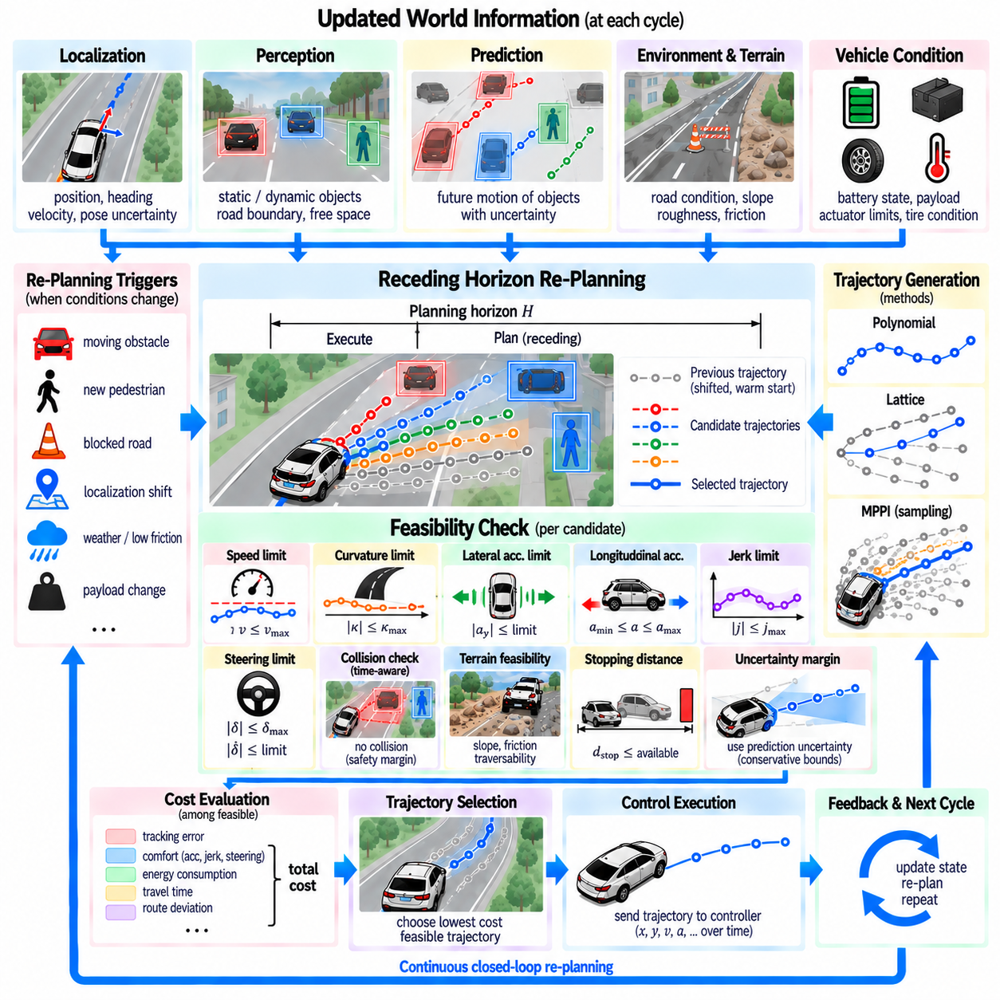 Updated World Information (at each cycle)
Localization
position, heading
velocity, pose uncertainty
Perception
static / dynamic objects
road boundary, free space
Prediction
future motion of objects
with uncertainty
Environment & Terrain
road condition, slope
roughness, friction
Vehicle Condition
battery state, payload
actuator limits, tire condition
Re-Planning Triggers
(when conditions change)
moving obstacle
new pedestrian
blocked road
localization shift
weather / low friction
payload change
...
Receding Horizon Re-Planning
Planning horizon H
Execute
Plan (receding)
Previous trajectory
(shifted, warm start)
Candidate trajectories
Selected trajectory
Trajectory Generation
(methods)
Polynomial
Lattice
MPPI (sampling)
Feasibility Check (per candidate)
Speed limit
v ≤ vmax
Curvature limit
|κ| ≤ κmax
Lateral acc. limit
|ay| ≤ limit
Longitudinal acc.
amin ≤ a ≤ amax
Jerk limit
|j| ≤ jmax
Steering limit
|δ| ≤ δmax
|δ̇| ≤ limit
Collision check
(time-aware)
no collision
(safety margin)
Terrain feasibility
slope, friction
traversability
Stopping distance
dstop ≤ available
Uncertainty margin
use prediction uncertainty
(conservative bounds)
Cost Evaluation
(among feasible)
tracking error
comfort (acc, jerk, steering)
energy consumption
travel time
route deviation
...
total
cost
Trajectory Selection
choose lowest cost
feasible trajectory
Control Execution
send trajectory to controller
(x, y, v, a, ... over time)
Feedback & Next Cycle
update state
re-plan
repeat
Continuous closed-loop re-planning